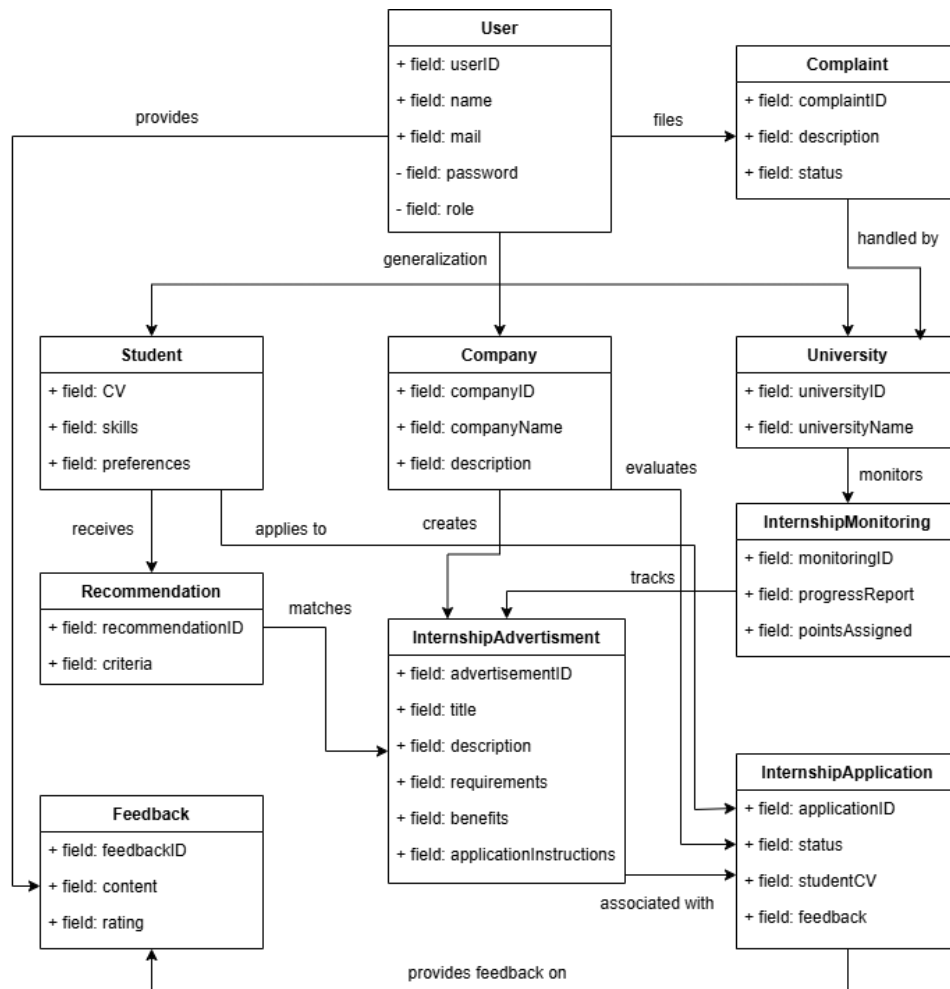 User
+ field: userID
+ field: name
+ field: mail
- field: password
- field: role
Complaint
+ field: complaintID
+ field: description
+ field: status
provides
files
handled by
generalization
Student
+ field: CV
+ field: skills
+ field: preferences
Company
+ field: companyID
+ field: companyName
+ field: description
University
+ field: universityID
+ field: universityName
evaluates
monitors
receives
applies to
creates
InternshipMonitoring
+ field: monitoringID
+ field: progressReport
+ field: pointsAssigned
tracks
Recommendation
+ field: recommendationID
+ field: criteria
matches
InternshipAdvertisment
+ field: advertisementID
+ field: title
+ field: description
+ field: requirements
+ field: benefits
+ field: applicationInstructions
InternshipApplication
+ field: applicationID
+ field: status
+ field: studentCV
+ field: feedback
Feedback
+ field: feedbackID
+ field: content
+ field: rating
associated with
provides feedback on